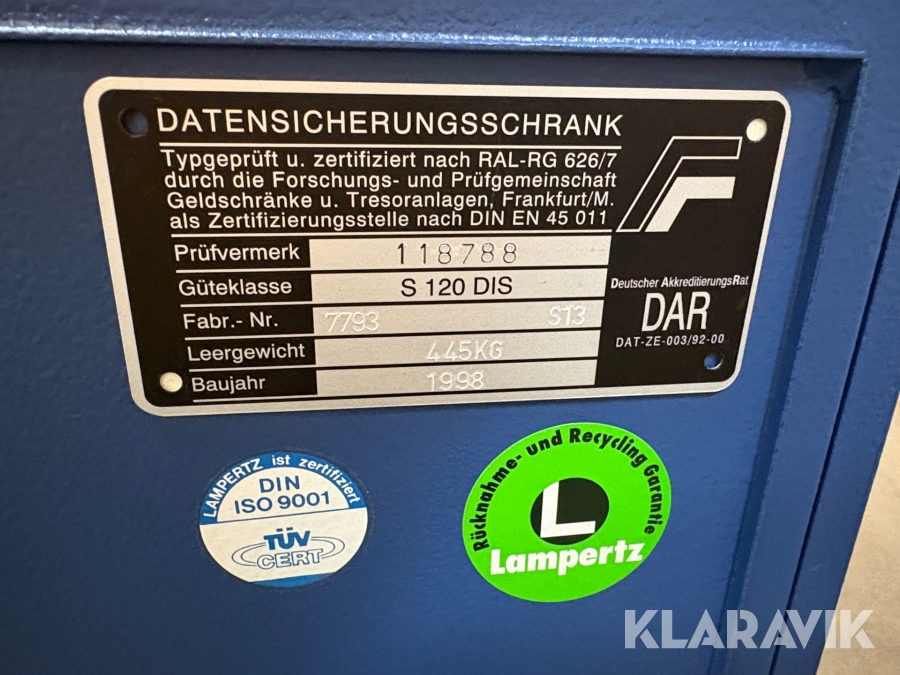 DATENSICHERUNGSSCHRANK
Typgeprüft u. zertifiziert nach RAL-RG 626/7
durch die Forschungs- und Prüfgemeinschaft
Geldschränke u. Tresoranlagen, Frankfurt/M.
als Zertifizierungsstelle nach DIN EN 45 011
Prüfvermerk 118788
Güteklasse S 120 DIS
Fabr.- Nr. 7793 S13
Leergewicht 445KG
Baujahr 1998
Deutscher AkkreditierungsRat
DAR
DAT-ZE-003/92-00
LAMPERTZ ist zertifiziert
DIN
ISO 9001
TÜV
CERT
Rücknahme- und Recycling Garantie
L
Lampertz
KLARAVIK